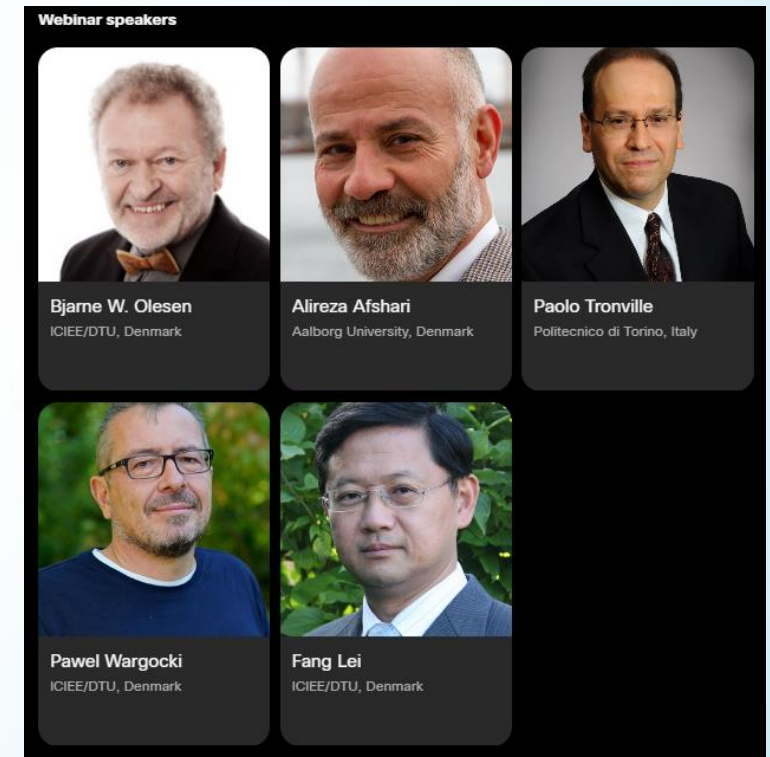 Webinar speakers
Bjarne W. Olesen
ICIEE/DTU, Denmark
Alireza Afshari
Aalborg University, Denmark
Paolo Tronville
Politecnico di Torino, Italy
Pawel Wargocki
ICIEE/DTU, Denmark
Fang Lei
ICIEE/DTU, Denmark